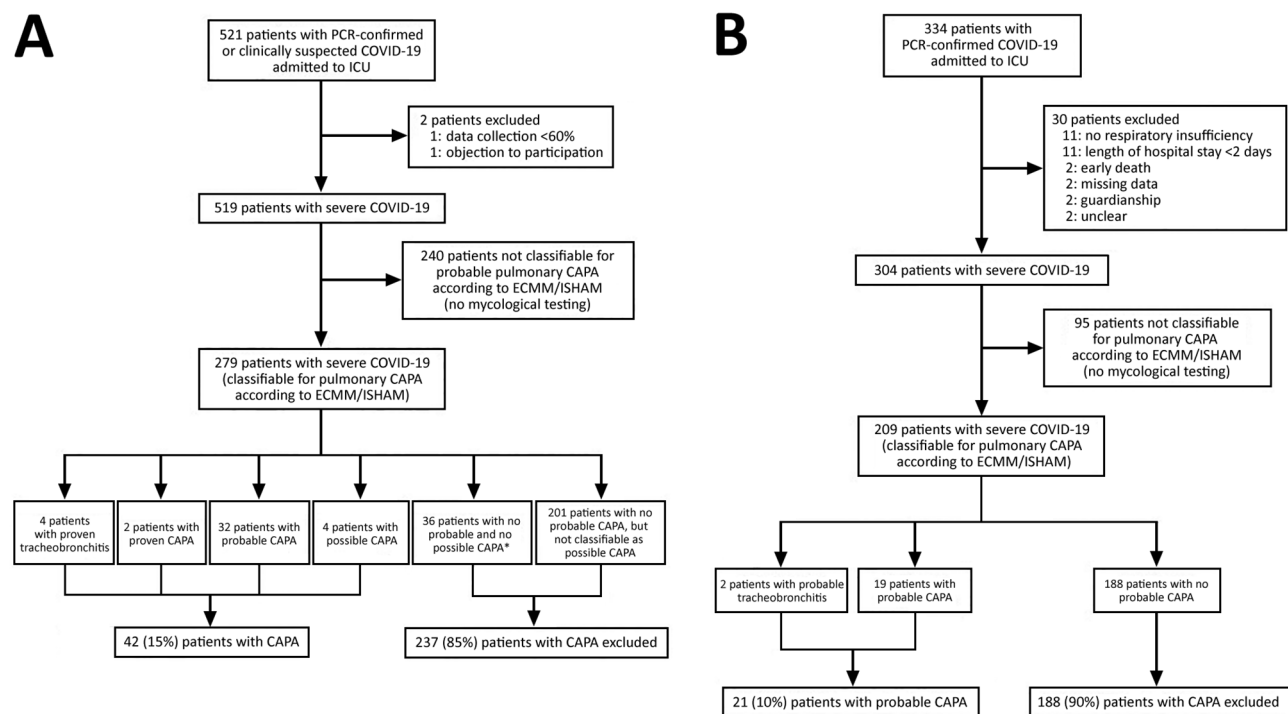 A
521 patients with PCR-confirmed
or clinically suspected COVID-19
admitted to ICU
2 patients excluded
1: data collection <60%
1: objection to participation
519 patients with severe COVID-19
240 patients not classifiable for
probable pulmonary CAPA
according to ECMM/ISHAM
(no mycological testing)
279 patients with severe COVID-19
(classifiable for pulmonary CAPA
according to ECMM/ISHAM)
4 patients
with proven
tracheobronchitis
2 patients with
proven CAPA
32 patients with
probable CAPA
4 patients with
possible CAPA
36 patients with no
probable and no
possible CAPA*
201 patients with no
probable CAPA, but
not classifiable as
possible CAPA
42 (15%) patients with CAPA
237 (85%) patients with CAPA excluded
B
334 patients with
PCR-confirmed COVID-19
admitted to ICU
30 patients excluded
11: no respiratory insufficiency
11: length of hospital stay <2 days
2: early death
2: missing data
2: guardianship
2: unclear
304 patients with severe COVID-19
95 patients not classifiable
for pulmonary CAPA
according to ECMM/ISHAM
(no mycological testing)
209 patients with severe COVID-19
(classifiable for pulmonary CAPA
according to ECMM/ISHAM)
2 patients with probable
tracheobronchitis
19 patients with
probable CAPA
188 patients with no
probable CAPA
21 (10%) patients with probable CAPA
188 (90%) patients with CAPA excluded